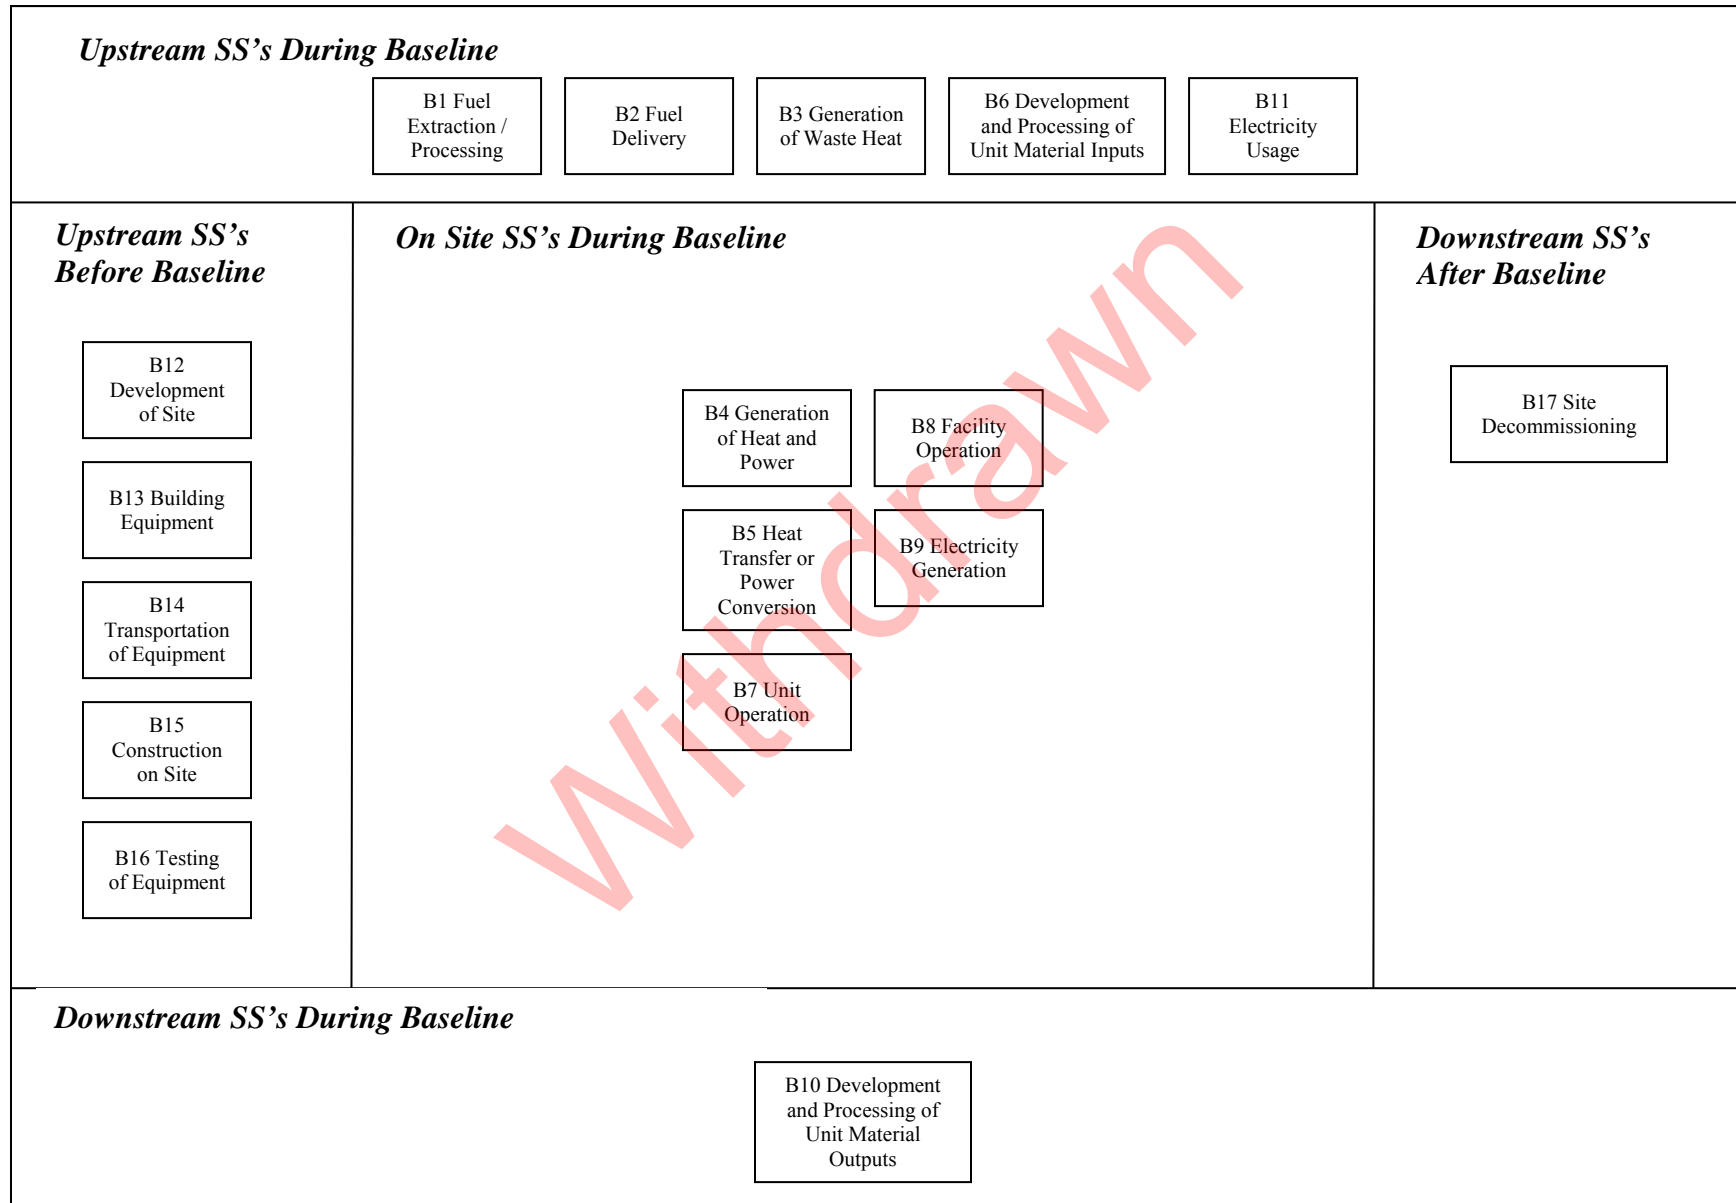 Upstream SS’s During Baseline
B1 Fuel
Extraction /
Processing
B2 Fuel
Delivery
B3 Generation
of Waste Heat
B6 Development
and Processing of
Unit Material Inputs
B11
Electricity
Usage
Upstream SS’s
Before Baseline
B12
Development
of Site
B13 Building
Equipment
B14
Transportation
of Equipment
B15
Construction
on Site
B16 Testing
of Equipment
On Site SS’s During Baseline
B4 Generation
of Heat and
Power
B8 Facility
Operation
B5 Heat
Transfer or
Power
Conversion
B9 Electricity
Generation
B7 Unit
Operation
Downstream SS’s
After Baseline
B17 Site
Decommissioning
Downstream SS’s During Baseline
B10 Development
and Processing of
Unit Material
Outputs
Withdrawn